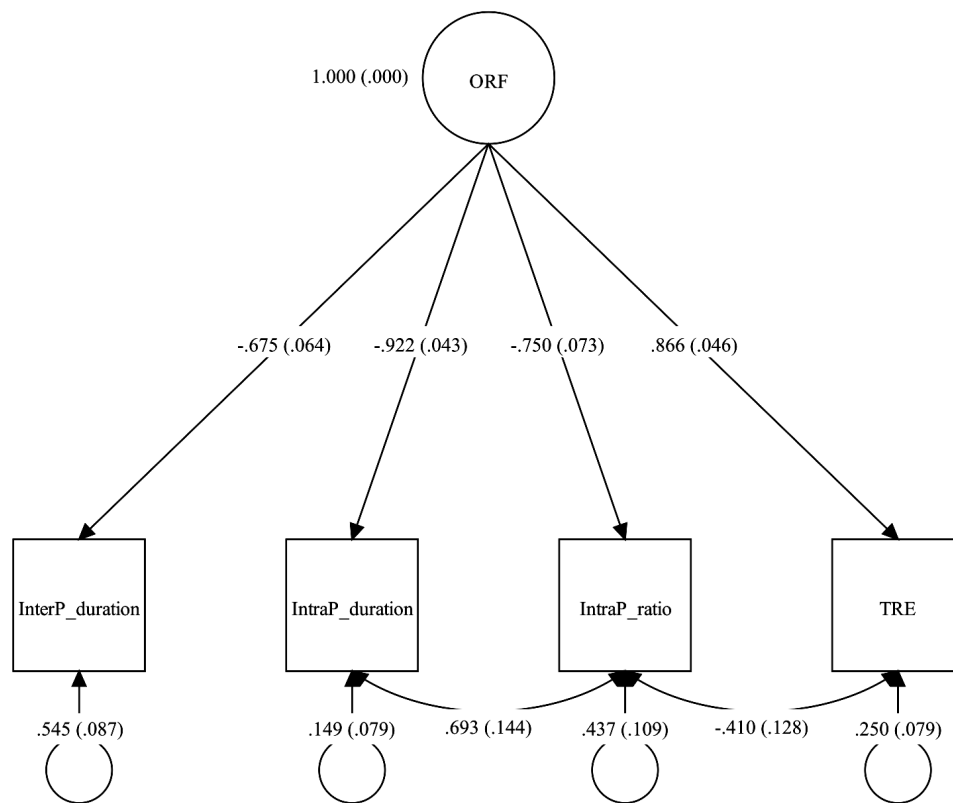 1.000 (.000)
ORF
-.675 (.064)
-.922 (.043)
-.750 (.073)
.866 (.046)
InterP_duration
IntraP_duration
IntraP_ratio
TRE
.545 (.087)
.149 (.079)
.693 (.144)
.437 (.109)
-.410 (.128)
.250 (.079)